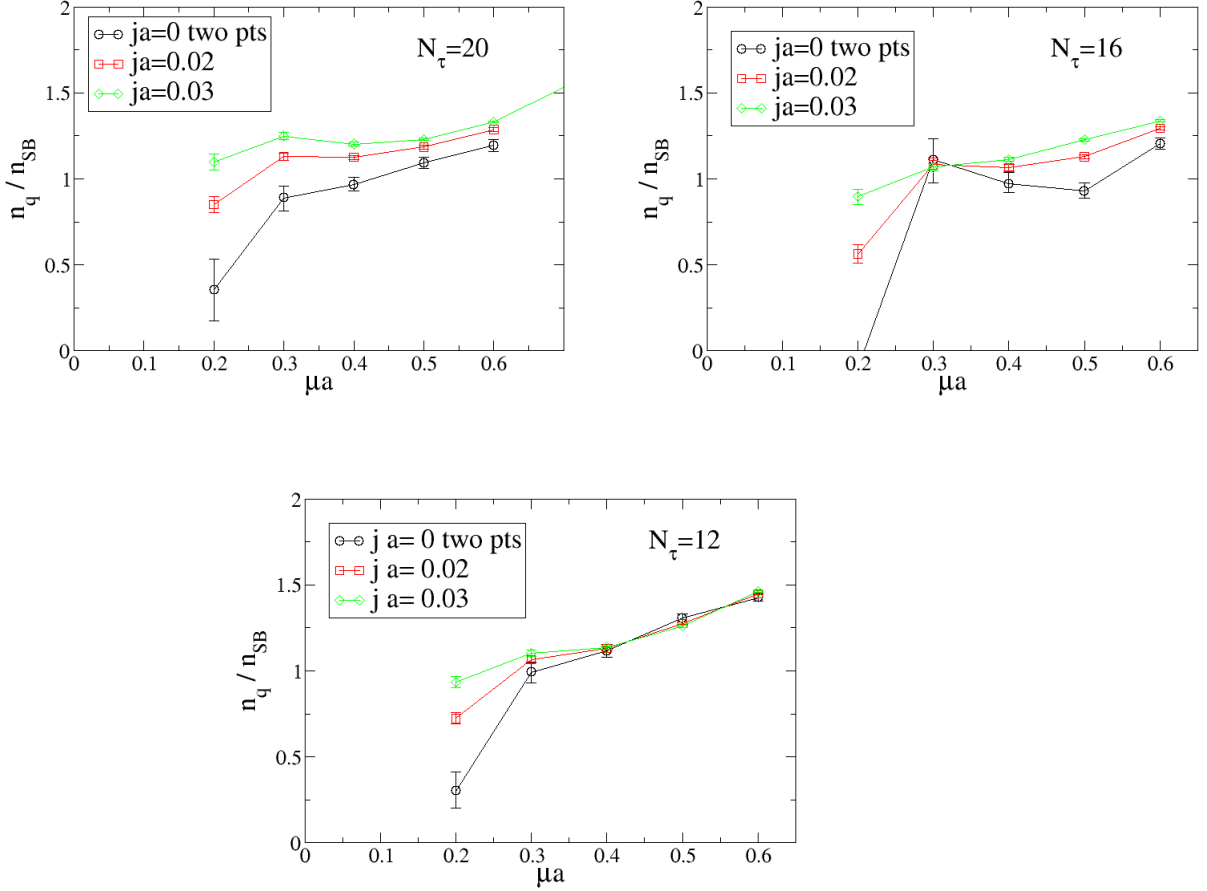 2
1.5
1
0.5
0
n_q / n_SB
ja=0 two pts
ja=0.02
ja=0.03
N_τ=20
0 0.1 0.2 0.3 0.4 0.5 0.6
μa
2
1.5
1
0.5
0
n_q / n_SB
ja=0 two pts
ja=0.02
ja=0.03
N_τ=16
0 0.1 0.2 0.3 0.4 0.5 0.6
μa
2
1.5
1
0.5
0
n_q / n_SB
j a= 0 two pts
j a= 0.02
j a= 0.03
N_τ=12
0 0.1 0.2 0.3 0.4 0.5 0.6
μa